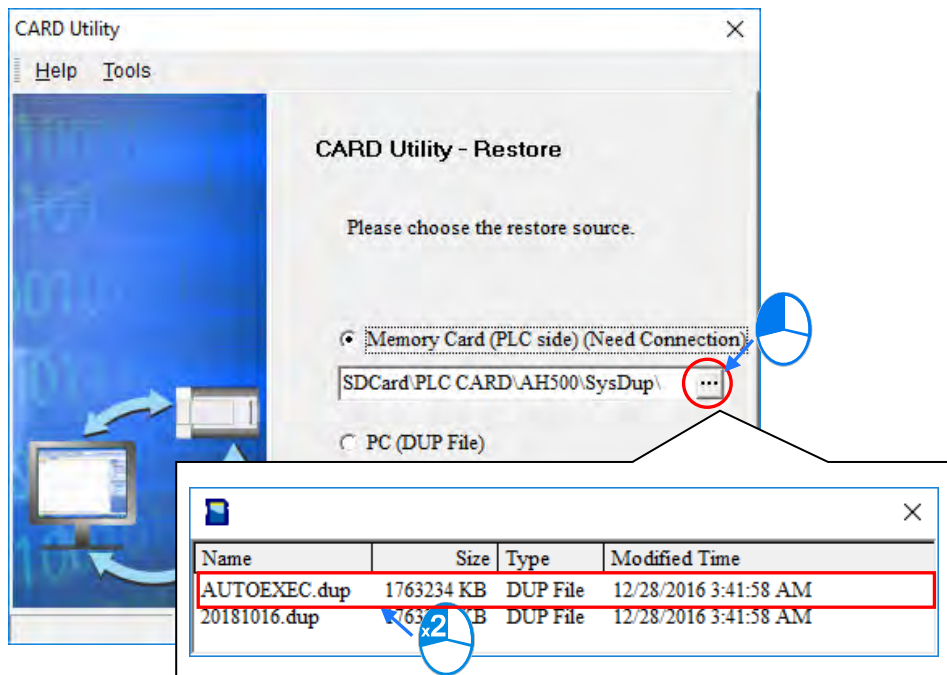 CARD Utility
Help Tools
CARD Utility - Restore
Please choose the restore source.
Memory Card (PLC side) (Need Connection)
SDCard\PLC CARD\AH500\SysDup\ ...
PC (DUP File)
Name Size Type Modified Time
AUTOEXEC.dup 1763234 KB DUP File 12/28/2016 3:41:58 AM
20181016.dup DUP File 12/28/2016 3:41:58 AM
x2